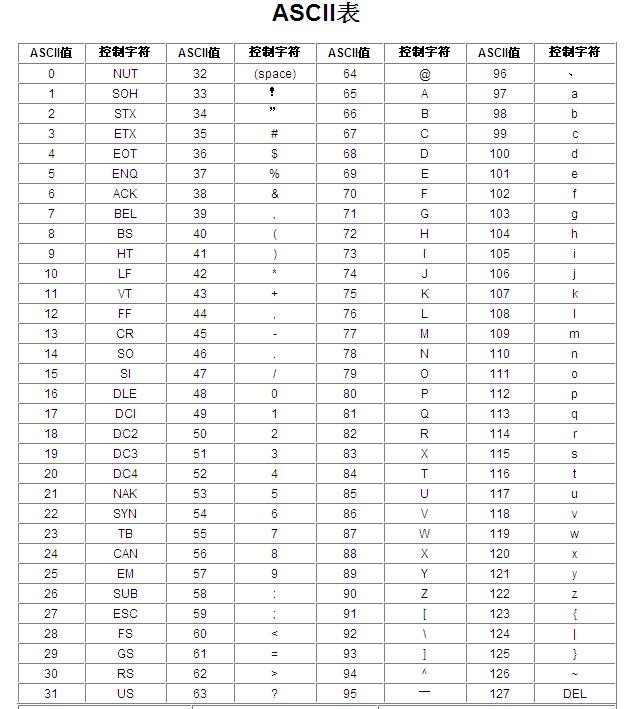 ASCII表
ASCII值 控制字符 ASCII值 控制字符 ASCII值 控制字符 ASCII值 控制字符
0 NUT 32 (space) 64 @ 96 、
1 SOH 33 ! 65 A 97 a
2 STX 34 ” 66 B 98 b
3 ETX 35 # 67 C 99 c
4 EOT 36 $ 68 D 100 d
5 ENQ 37 % 69 E 101 e
6 ACK 38 & 70 F 102 f
7 BEL 39 , 71 G 103 g
8 BS 40 ( 72 H 104 h
9 HT 41 ) 73 I 105 i
10 LF 42 * 74 J 106 j
11 VT 43 + 75 K 107 k
12 FF 44 , 76 L 108 l
13 CR 45 - 77 M 109 m
14 SO 46 . 78 N 110 n
15 SI 47 / 79 O 111 o
16 DLE 48 0 80 P 112 p
17 DCI 49 1 81 Q 113 q
18 DC2 50 2 82 R 114 r
19 DC3 51 3 83 X 115 s
20 DC4 52 4 84 T 116 t
21 NAK 53 5 85 U 117 u
22 SYN 54 6 86 V 118 v
23 TB 55 7 87 W 119 w
24 CAN 56 8 88 X 120 x
25 EM 57 9 89 Y 121 y
26 SUB 58 : 90 Z 122 z
27 ESC 59 ; 91 [ 123 {
28 FS 60 < 92 \ 124 |
29 GS 61 = 93 ] 125 }
30 RS 62 > 94 ^ 126 ~
31 US 63 ? 95 — 127 DEL